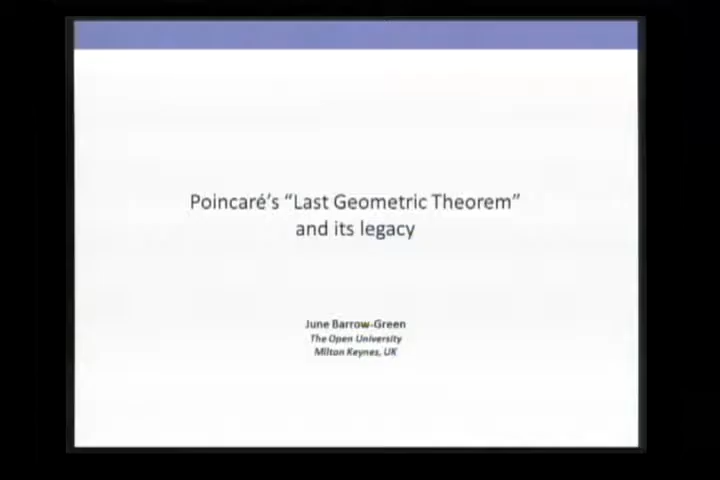 Poincaré's “Last Geometric Theorem”
and its legacy
June Barrow-Green
The Open University
Milton Keynes, UK